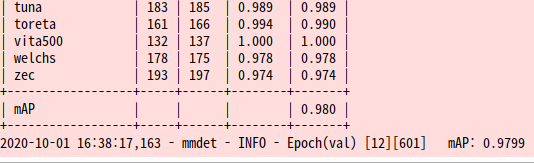 | tuna | 183 | 185 | 0.989 | 0.989 |
| toreta | 161 | 166 | 0.994 | 0.990 |
| vita500 | 132 | 137 | 1.000 | 1.000 |
| welchs | 178 | 175 | 0.978 | 0.978 |
| zec | 193 | 197 | 0.974 | 0.974 |
+---------------+-----+------+--------+-------+
| mAP | | | | 0.980 |
+---------------+-----+------+--------+-------+
2020-10-01 16:38:17,163 - mmdet - INFO - Epoch(val) [12][601] mAP: 0.9799